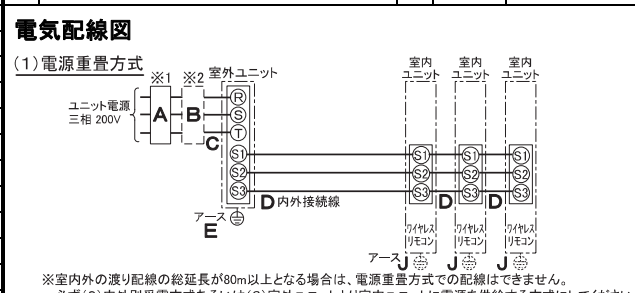 電気配線図
(1)電源重畳方式
※1
※2
室外ユニット
室内
ユニット
室内
ユニット
室内
ユニット
ユニット電源
三相 200V
A
B
C
R
S
T
S1
S2
S3
S1
S2
S3
S1
S2
S3
S1
S2
S3
D 内外接続線
D
D
アース
E
ワイヤレス
リモコン
ワイヤレス
リモコン
ワイヤレス
リモコン
アース J
J
J
※室内外の渡り配線の総延長が80m以上となる場合は、電源重畳方式での配線はできません。